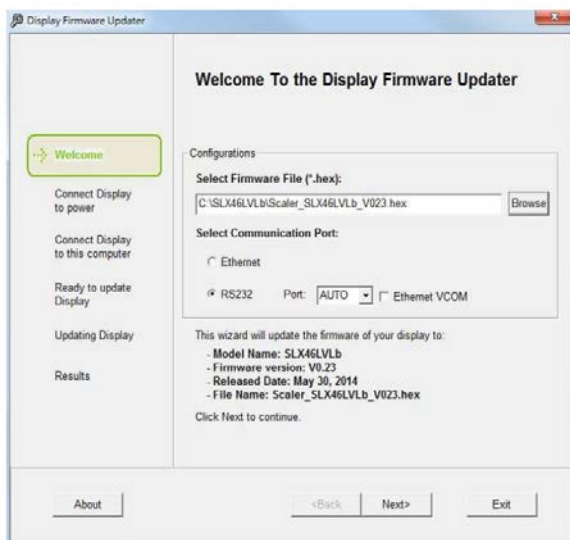 Display Firmware Updater
Welcome To the Display Firmware Updater
Welcome
Connect Display
to power
Connect Display
to this computer
Ready to update
Display
Updating Display
Results
Configurations
Select Firmware File (*.hex):
C:\SLX46LVLb\Scaler_SLX46LVLb_V023.hex
Browse
Select Communication Port:
Ethernet
RS232 Port: AUTO Ethernet VCOM
This wizard will update the firmware of your display to:
- Model Name: SLX46LVLb
- Firmware version: V0.23
- Released Date: May 30, 2014
- File Name: Scaler_SLX46LVLb_V023.hex
Click Next to continue.
About <Back Next> Exit